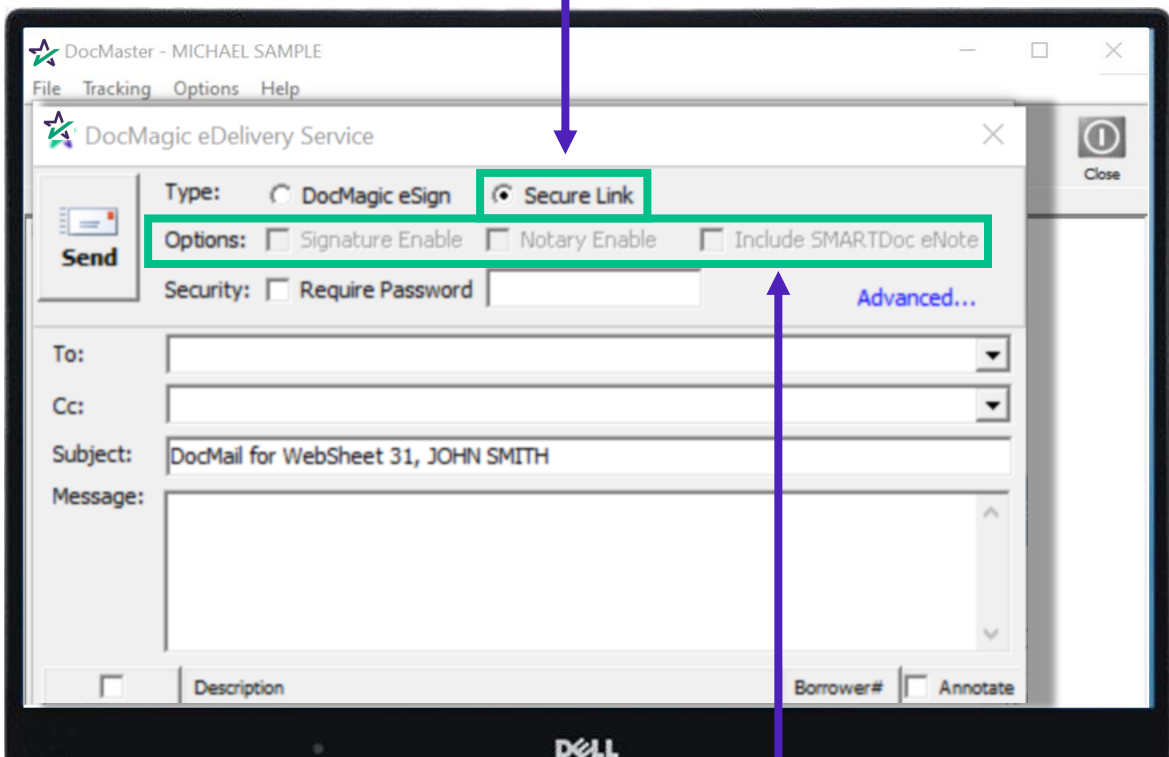 DocMaster - MICHAEL SAMPLE
File Tracking Options Help
DocMagic eDelivery Service
Close
Type: DocMagic eSign Secure Link
Send
Options: Signature Enable Notary Enable Include SMARTDoc eNote
Security: Require Password
Advanced...
To:
Cc:
Subject: DocMail for WebSheet 31, JOHN SMITH
Message:
Description Borrower# Annotate
DELL